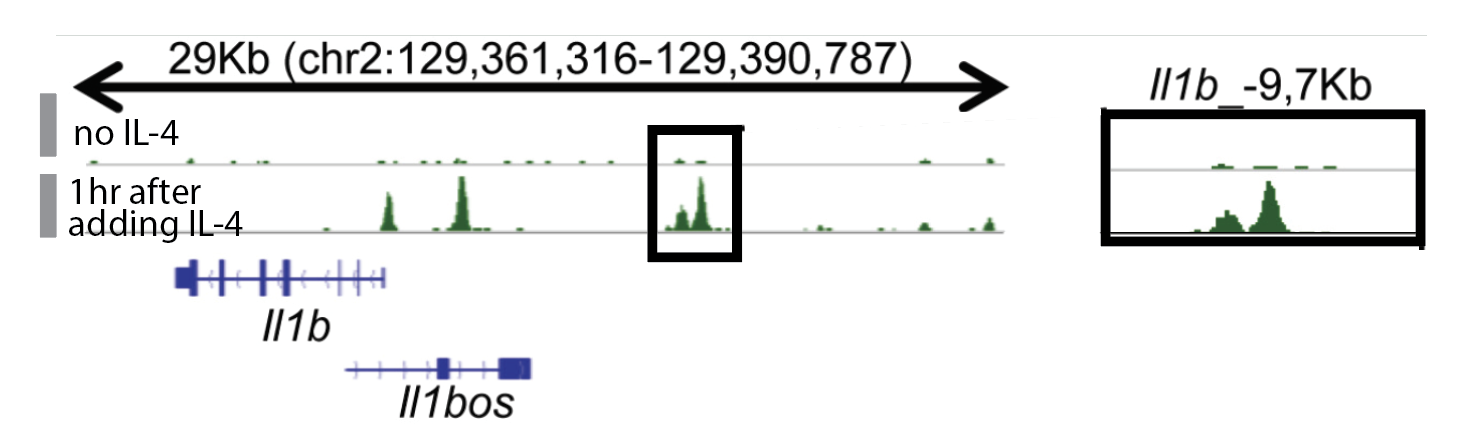 29Kb (chr2:129,361,316-129,390,787)
Il1b_-9,7Kb
no IL-4
1hr after
adding IL-4
Il1b
Il1bos